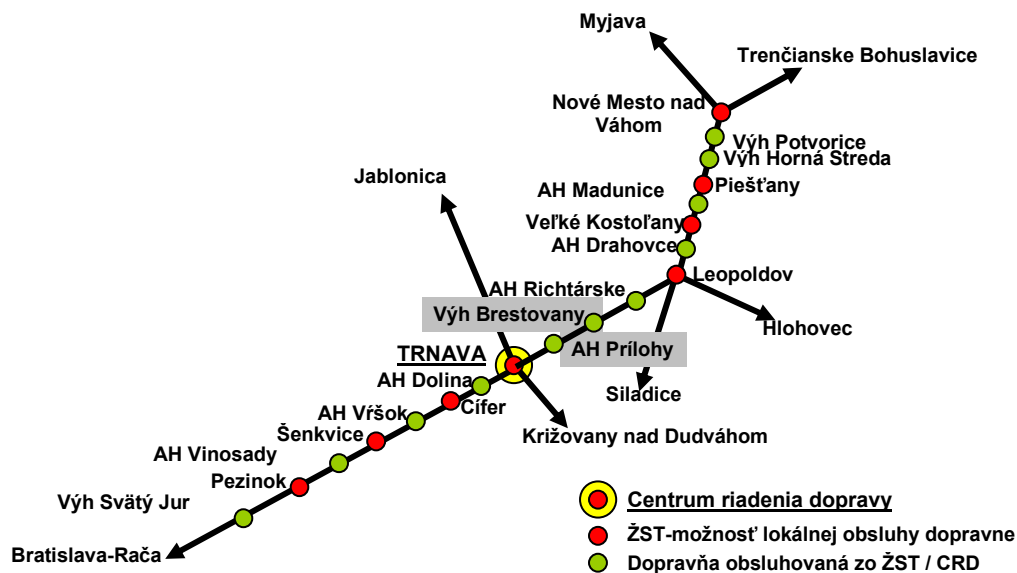 Myjava
Trenčianske Bohuslavice
Nové Mesto nad
Váhom
Výh Potvorice
Výh Horná Streda
Jablonica
Piešťany
AH Madunice
Veľké Kostoľany
AH Drahovce
Leopoldov
AH Richtárske
Výh Brestovany
Hlohovec
AH Prílohy
TRNAVA
AH Dolina
Siladice
Cífer
AH Vŕšok
Šenkvice
Križovany nad Dudváhom
AH Vinosady
Pezinok
Výh Svätý Jur
Centrum riadenia dopravy
ŽST-možnosť lokálnej obsluhy dopravne
Bratislava-Rača
Dopravňa obsluhovaná zo ŽST / CRD